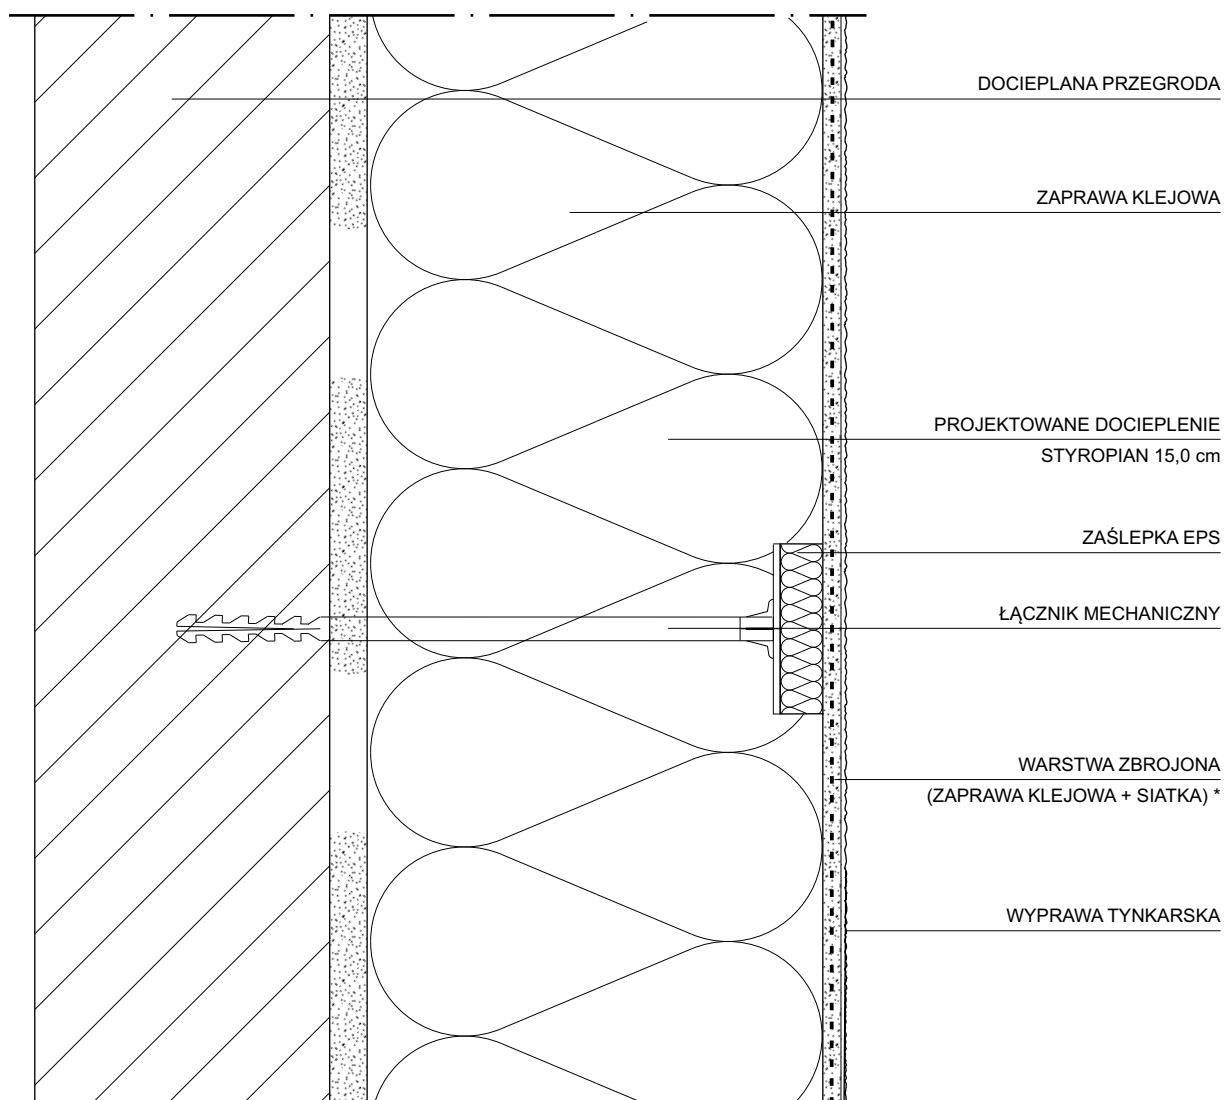 DOCIEPLANA PRZEGRODA
ZAPRAWA KLEJOWA
PROJEKTOWANE DOCIEPLENIE
STYROPIAN 15,0 cm
ZAŚLEPKA EPS
ŁĄCZNIK MECHANICZNY
WARSTWA ZBROJONA
(ZAPRAWA KLEJOWA + SIATKA) *
WYPRAWA TYNKARSKA